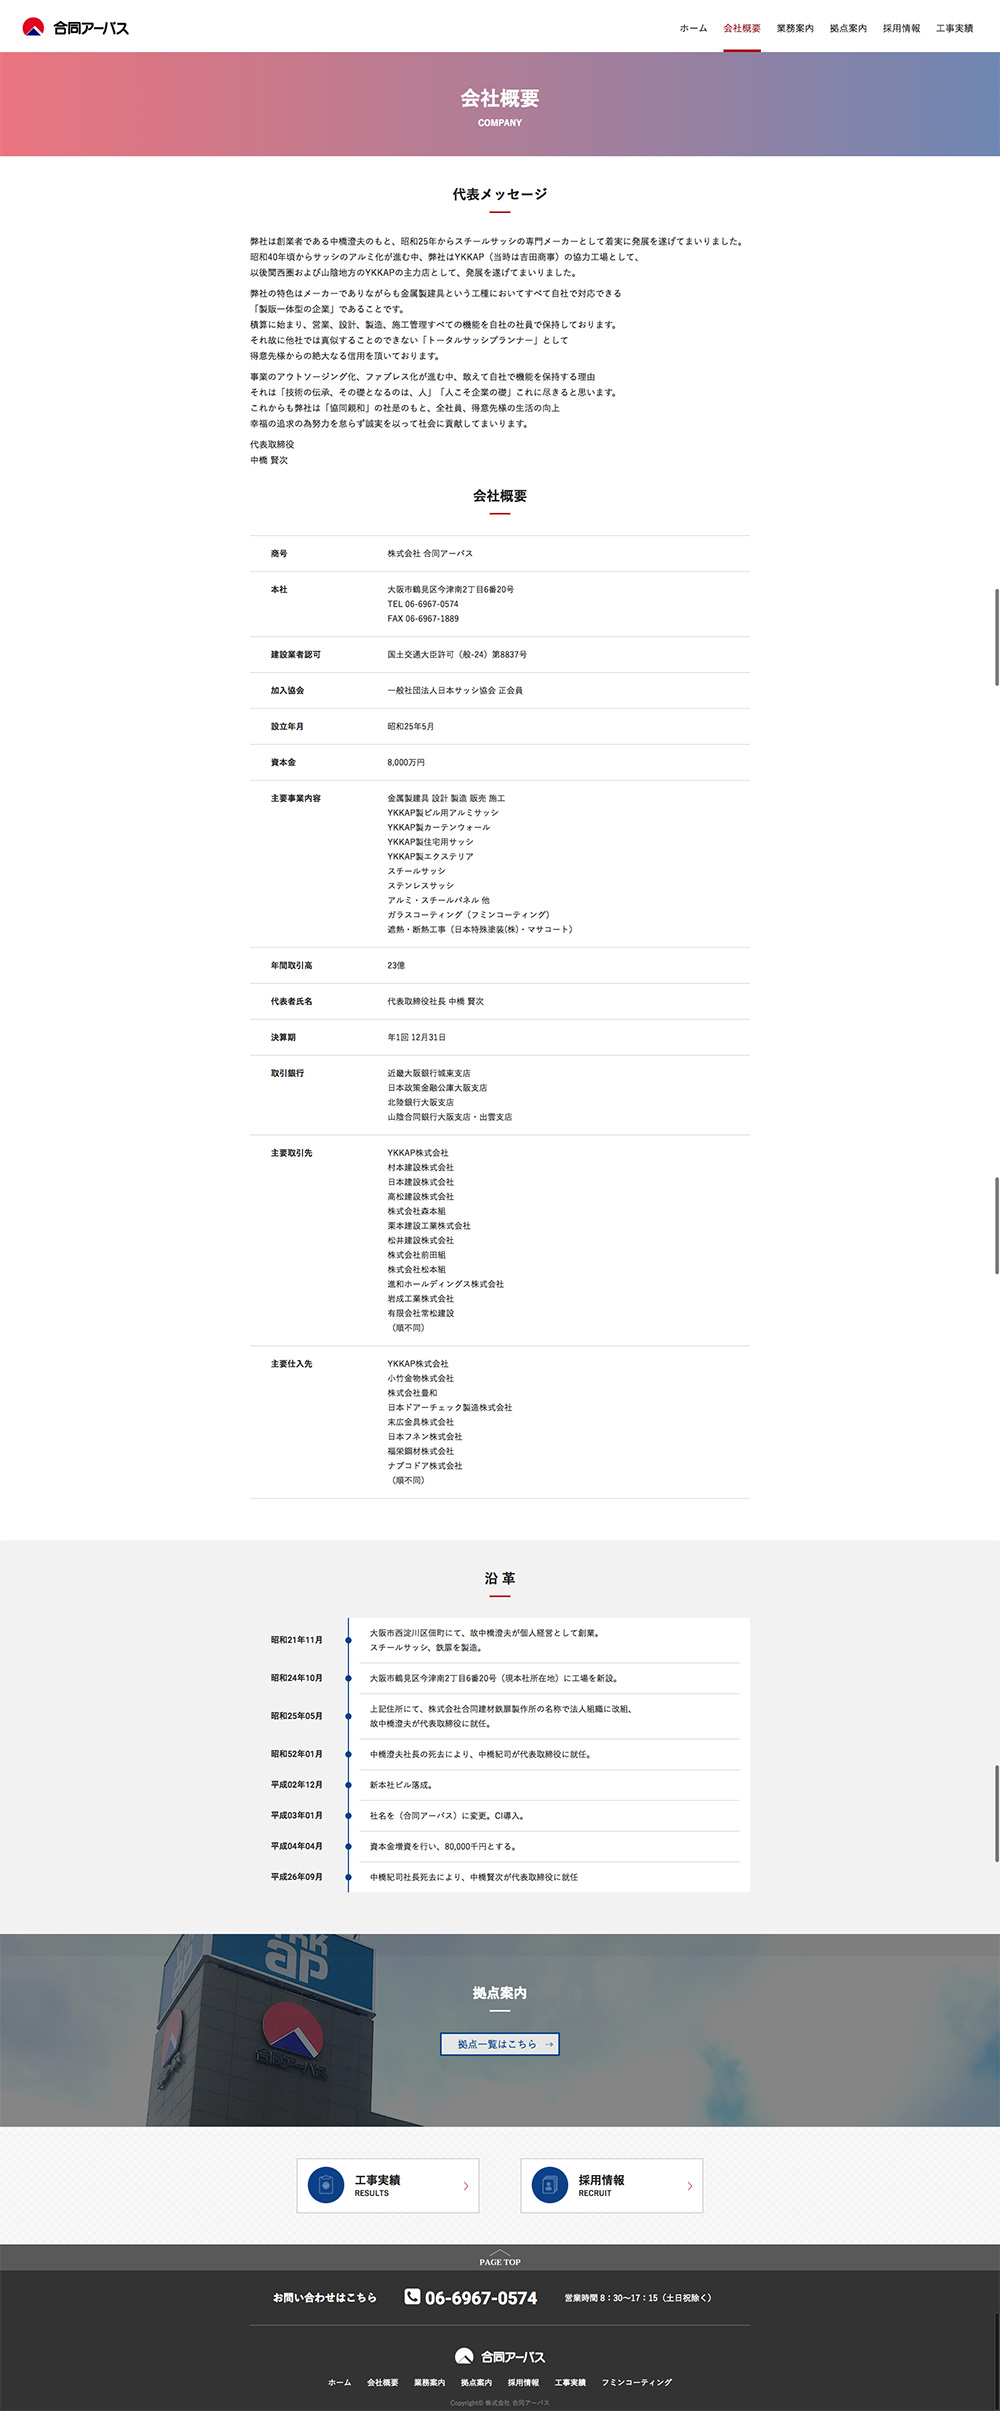 合同アーバス
ホーム 会社概要 業務案内 拠点案内 採用情報 工事実績
会社概要
COMPANY
代表メッセージ
弊社は創業者である中橋澄夫のもと、昭和25年からスチールサッシの専門メーカーとして着実に発展を遂げてまいりました。
昭和40年頃からサッシのアルミ化が進む中、弊社はYKKAP（当時は吉田商事）の協力工場として、
以後関西圏および山陰地方のYKKAPの主力店として、発展を遂げてまいりました。
弊社の特色はメーカーでありながらも金属製建具という工種においてすべて自社で対応できる
「製販一体型の企業」であることです。
積算に始まり、営業、設計、製造、施工管理すべての機能を自社の社員で保持しております。
それ故に他社では真似することのできない「トータルサッシプランナー」として
得意先様からの絶大なる信用を頂いております。
事業のアウトソージング化、ファブレス化が進む中、敢えて自社で機能を保持する理由
それは「技術の伝承、その礎となるのは、人」「人こそ企業の礎」これに尽きると思います。
これからも弊社は「協同親和」の社是のもと、全社員、得意先様の生活の向上
幸福の追求の為努力を怠らず誠実を以って社会に貢献してまいります。
代表取締役
中橋 賢次
会社概要
商号 株式会社 合同アーバス
本社 大阪市鶴見区今津南2丁目6番20号
TEL 06-6967-0574
FAX 06-6967-1889
建設業者認可 国土交通大臣許可（般-24）第8837号
加入協会 一般社団法人日本サッシ協会 正会員
設立年月 昭和25年5月
資本金 8,000万円
主要事業内容 金属製建具 設計 製造 販売 施工
YKKAP製ビル用アルミサッシ
YKKAP製カーテンウォール
YKKAP製住宅用サッシ
YKKAP製エクステリア
スチールサッシ
ステンレスサッシ
アルミ・スチールパネル 他
ガラスコーティング（フミンコーティング）
遮熱・断熱工事（日本特殊塗装(株)・マサコート）
年間取引高 23億
代表者氏名 代表取締役社長 中橋 賢次
決算期 年1回 12月31日
取引銀行 近畿大阪銀行城東支店
日本政策金融公庫大阪支店
北陸銀行大阪支店
山陰合同銀行大阪支店・出雲支店
主要取引先 YKKAP株式会社
村本建設株式会社
日本建設株式会社
高松建設株式会社
株式会社森本組
栗本建設工業株式会社
松井建設株式会社
株式会社前田組
株式会社松本組
進和ホールディングス株式会社
岩成工業株式会社
有限会社常松建設
（順不同）
主要仕入先 YKKAP株式会社
小竹金物株式会社
株式会社豊和
日本ドアーチェック製造株式会社
末広金具株式会社
日本フネン株式会社
福栄鋼材株式会社
ナブコドア株式会社
（順不同）
沿 革
昭和21年11月 大阪市西淀川区佃町にて、故中橋澄夫が個人経営として創業。
スチールサッシ、鉄扉を製造。
昭和24年10月 大阪市鶴見区今津南2丁目6番20号（現本社所在地）に工場を新設。
昭和25年05月 上記住所にて、株式会社合同建材鉄扉製作所の名称で法人組織に改組、
故中橋澄夫が代表取締役に就任。
昭和52年01月 中橋澄夫社長の死去により、中橋紀司が代表取締役に就任。
平成02年12月 新本社ビル落成。
平成03年01月 社名を（合同アーバス）に変更。CI導入。
平成04年04月 資本金増資を行い、80,000千円とする。
平成26年09月 中橋紀司社長死去により、中橋賢次が代表取締役に就任
ap
合同アーバス
拠点案内
拠点一覧はこちら →
工事実績
RESULTS
採用情報
RECRUIT
PAGE TOP
お問い合わせはこちら 06-6967-0574 営業時間 8：30〜17：15（土日祝除く）
合同アーバス
ホーム 会社概要 業務案内 拠点案内 採用情報 工事実績 フミンコーティング
Copyright© 株式会社 合同アーバス